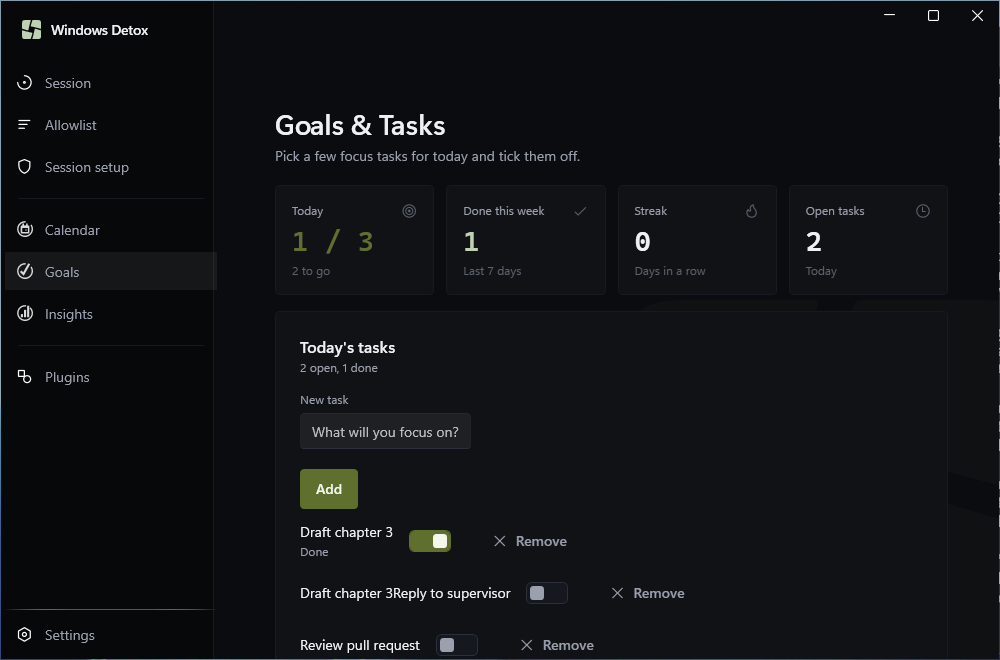 Windows Detox
Session
Allowlist
Session setup
Calendar
Goals
Insights
Plugins
Settings
Goals & Tasks
Pick a few focus tasks for today and tick them off.
Today
1 / 3
2 to go
Done this week
1
Last 7 days
Streak
0
Days in a row
Open tasks
2
Today
Today's tasks
2 open, 1 done
New task
What will you focus on?
Add
Draft chapter 3
Done
Remove
Draft chapter 3Reply to supervisor
Remove
Review pull request
Remove